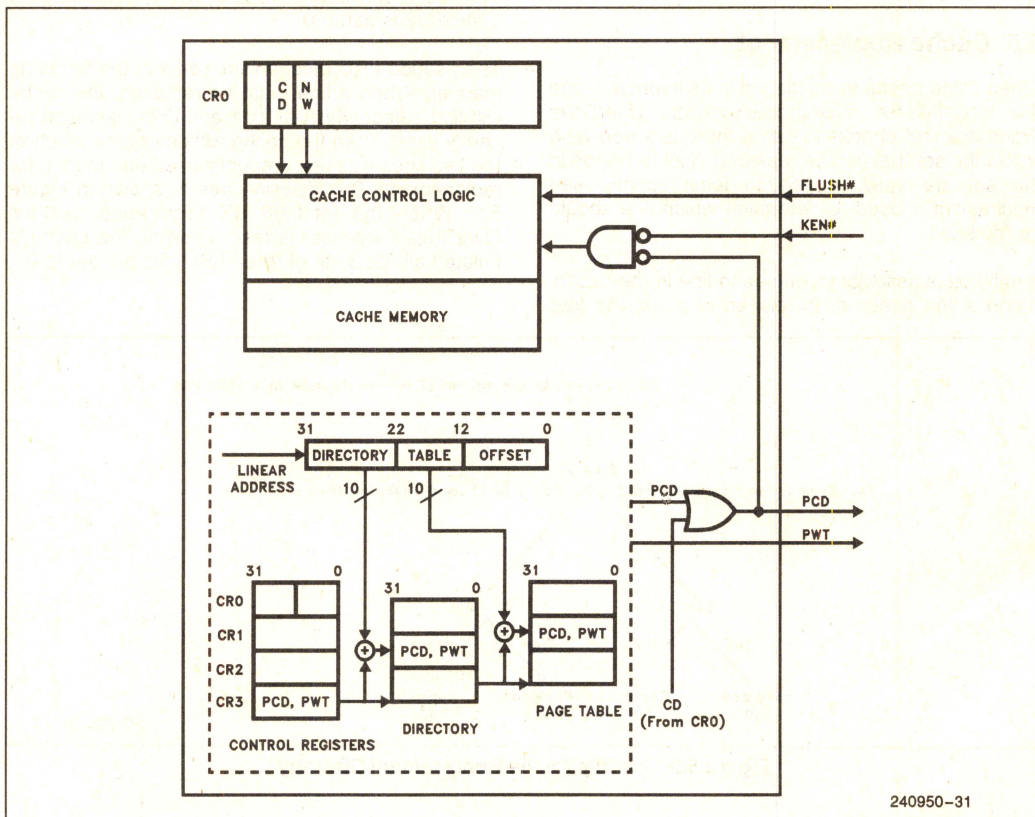 CR0
C
D
N
W
CACHE CONTROL LOGIC
FLUSH#
KEN#
CACHE MEMORY
31 22 12 0
DIRECTORY TABLE OFFSET
LINEAR
ADDRESS
10 10
PCD
PCD
PWT
31 0
31 0
31 0
CR0
CR1
CR2
CR3
PCD, PWT
PCD, PWT
PCD, PWT
+
+
DIRECTORY
PAGE TABLE
CONTROL REGISTERS
CD
(From CR0)
240950-31